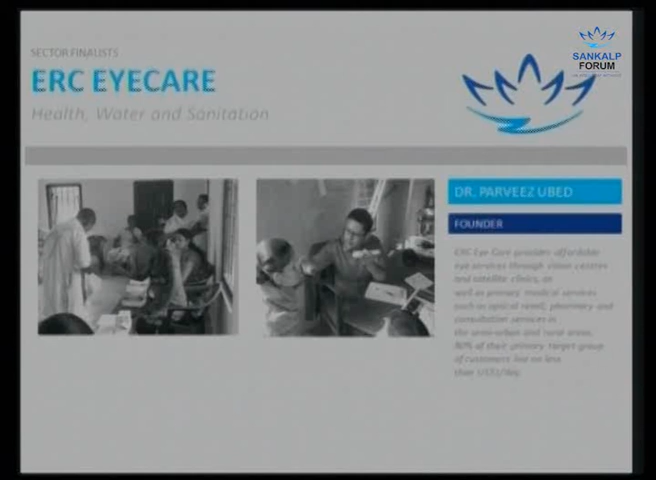 SECTOR FINALISTS
ERC EYECARE
Health, Water and Sanitation
SANKALP
FORUM
DR. PARVEEZ UBED
FOUNDER
ERC Eye Care provides affordable
eye services through vision centres
and satellite clinics, as
well as primary medical services
such as optical retail, pharmacy and
consultation services in
the semi-urban and rural areas.
80% of their primary target group
of customers live on less
than